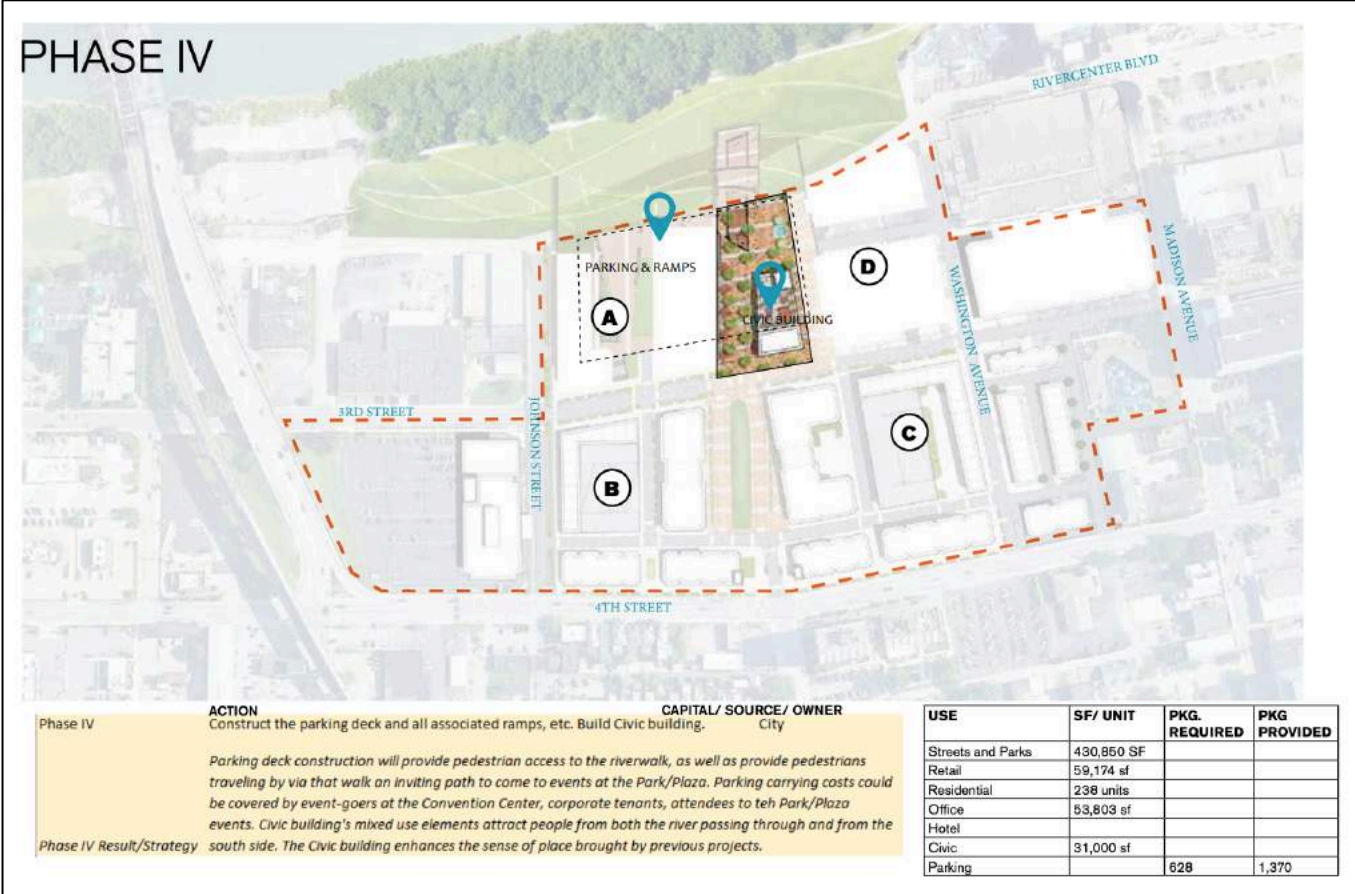 PHASE IV
RIVERCENTER BLVD
MADISON AVENUE
PARKING & RAMPS
D
A
CIVIC BUILDING
WASHINGTON AVENUE
3RD STREET
JOHNSON STREET
C
B
4TH STREET
ACTION CAPITAL/ SOURCE/ OWNER
Phase IV Construct the parking deck and all associated ramps, etc. Build Civic building. City
Parking deck construction will provide pedestrian access to the riverwalk, as well as provide pedestrians
traveling by via that walk an inviting path to come to events at the Park/Plaza. Parking carrying costs could
be covered by event-goers at the Convention Center, corporate tenants, attendees to teh Park/Plaza
events. Civic building's mixed use elements attract people from both the river passing through and from the
Phase IV Result/Strategy south side. The Civic building enhances the sense of place brought by previous projects.
USE SF/ UNIT PKG. REQUIRED PKG PROVIDED
Streets and Parks 430,850 SF
Retail 59,174 sf
Residential 238 units
Office 53,803 sf
Hotel
Civic 31,000 sf
Parking 628 1,370